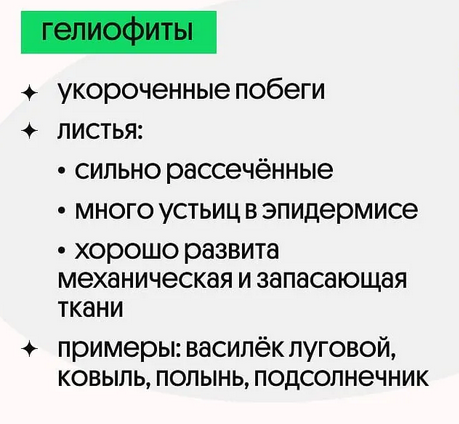 гелиофиты
✦ укороченные побеги
✦ листья:
• сильно рассечённые
• много устьиц в эпидермисе
• хорошо развита
механическая и запасающая
ткани
✦ примеры: василёк луговой,
ковыль, полынь, подсолнечник